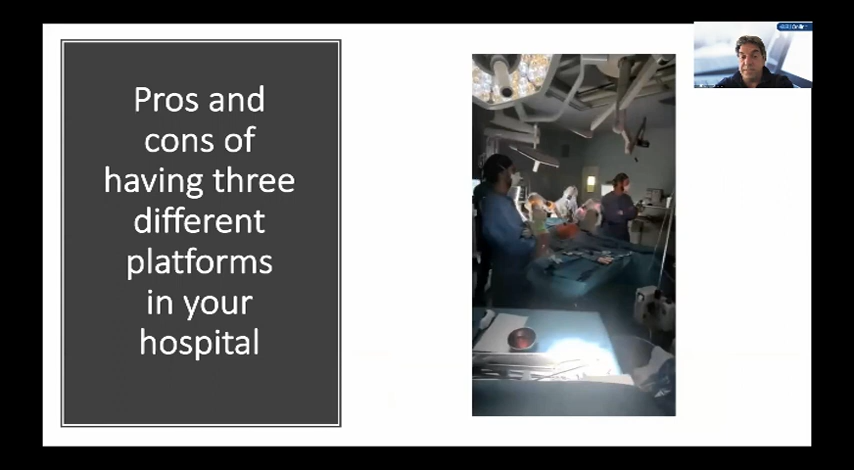 Pros and
cons of
having three
different
platforms
in your
hospital